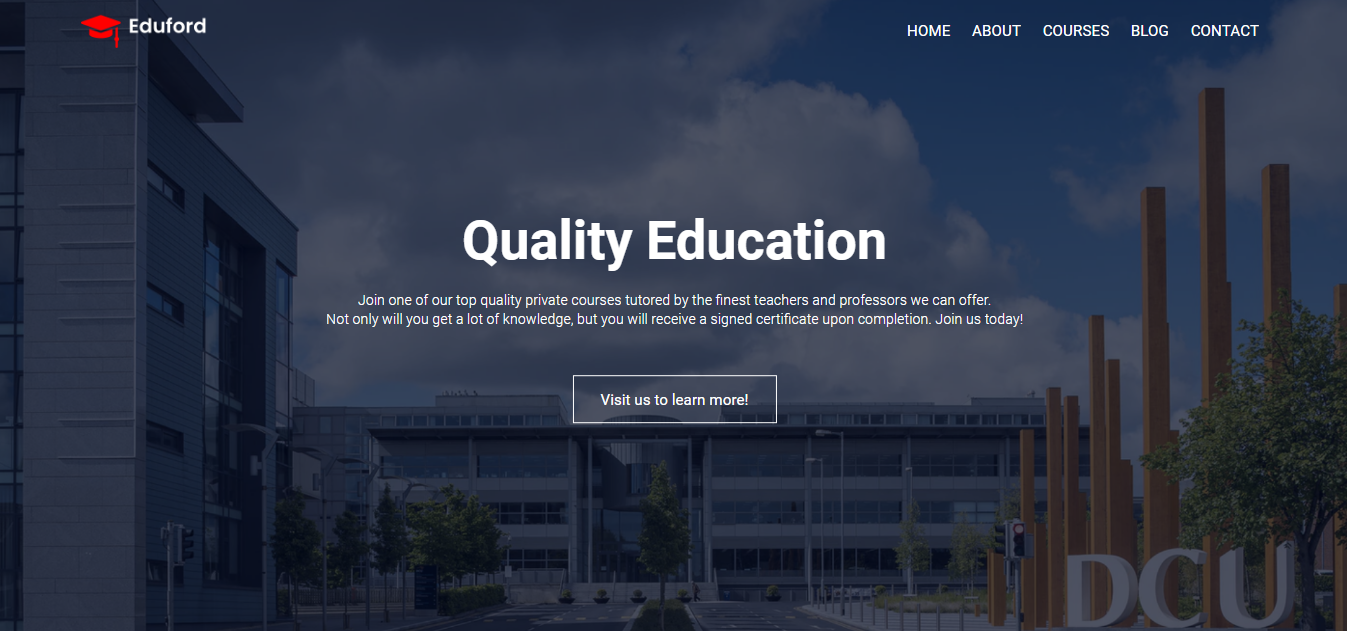 Eduford
HOME ABOUT COURSES BLOG CONTACT
Quality Education
Join one of our top quality private courses tutored by the finest teachers and professors we can offer.
Not only will you get a lot of knowledge, but you will receive a signed certificate upon completion. Join us today!
Visit us to learn more!
DCU